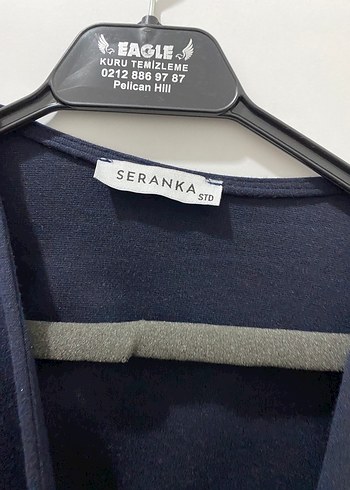 EAGLE
KURU TEMİZLEME
0212 886 97 87
Pelican Hill
SERANKA
STD